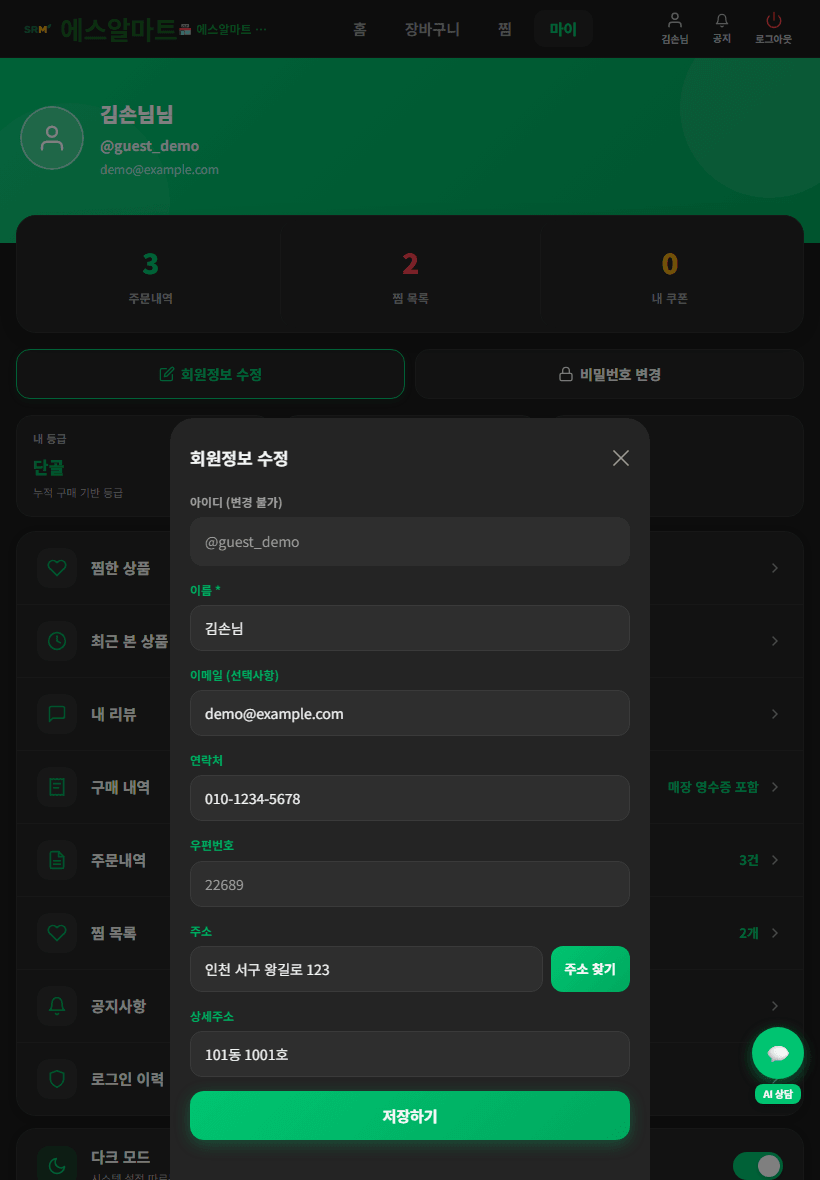 SRM 에스알마트 에스알마트 ···
홈
장바구니
찜
마이
김손님
공지
로그아웃
김손님님
@guest_demo
demo@example.com
3
주문내역
2
찜 목록
0
내 쿠폰
회원정보 수정
비밀번호 변경
내 등급
단골
누적 구매 기반 등급
찜한 상품
최근 본 상품
내 리뷰
구매 내역
매장 영수증 포함
주문내역
3건
찜 목록
2개
공지사항
로그인 이력
다크 모드
회원정보 수정
아이디 (변경 불가)
@guest_demo
이름 *
김손님
이메일 (선택사항)
demo@example.com
연락처
010-1234-5678
우편번호
22689
주소
인천 서구 왕길로 123
주소 찾기
상세주소
101동 1001호
저장하기
AI 상담